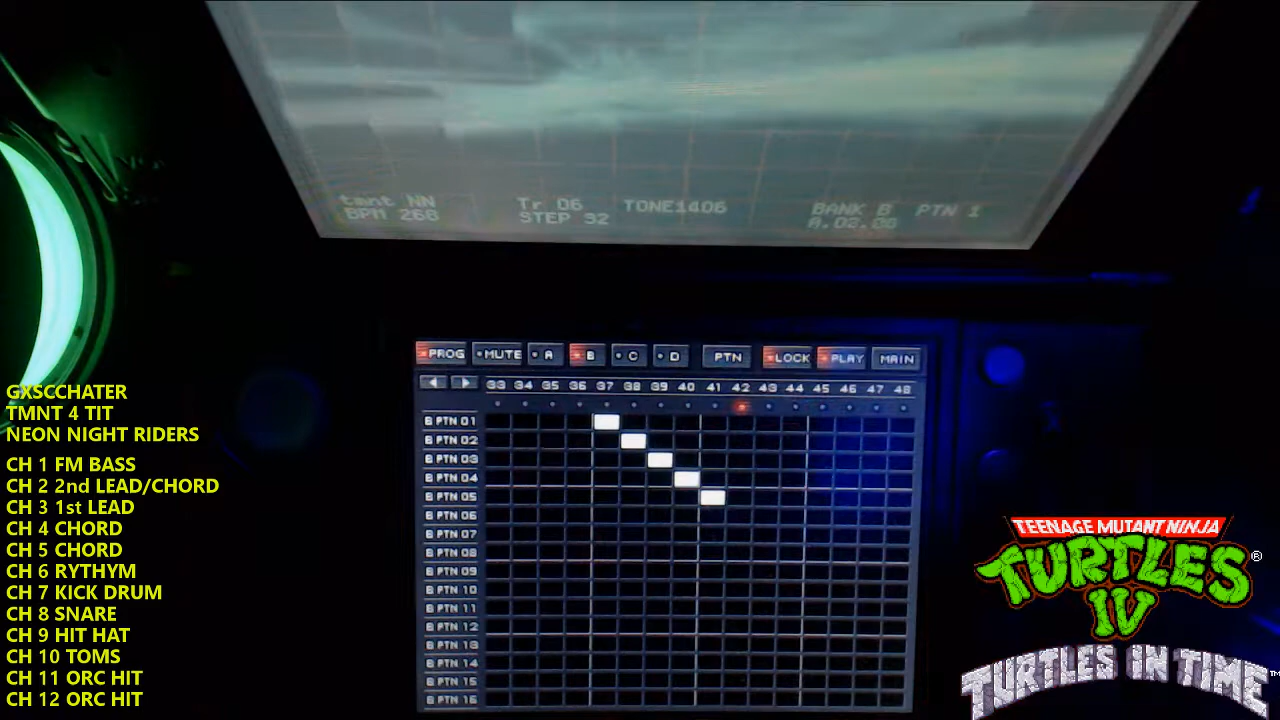 tmnt NN Tr 06 TONE1406 BANK B PTN 1
BPM 268 STEP 92
PROG MUTE A B C D PTN LOCK PLAY MAIN
33 34 35 36 37 38 39 40 41 42 43 44 45 46 47 48
B PTN 01
B PTN 02
B PTN 03
B PTN 04
B PTN 05
B PTN 06
B PTN 07
B PTN 08
B PTN 09
B PTN 10
B PTN 11
B PTN 12
B PTN 13
B PTN 14
B PTN 15
B PTN 16
GXSCCHATER
TMNT 4 TIT
NEON NIGHT RIDERS
CH 1 FM BASS
CH 2 2nd LEAD/CHORD
CH 3 1st LEAD
CH 4 CHORD
CH 5 CHORD
CH 6 RYTHYM
CH 7 KICK DRUM
CH 8 SNARE
CH 9 HIT HAT
CH 10 TOMS
CH 11 ORC HIT
CH 12 ORC HIT
TEENAGE MUTANT NINJA
TURTLES ®
IV
TURTLES IN TIME ™